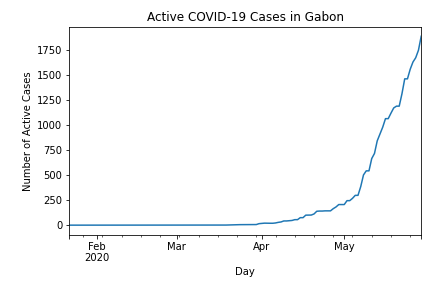 Active COVID-19 Cases in Gabon
Number of Active Cases
1750
1500
1250
1000
750
500
250
0
Feb
2020
Mar
Apr
May
Day